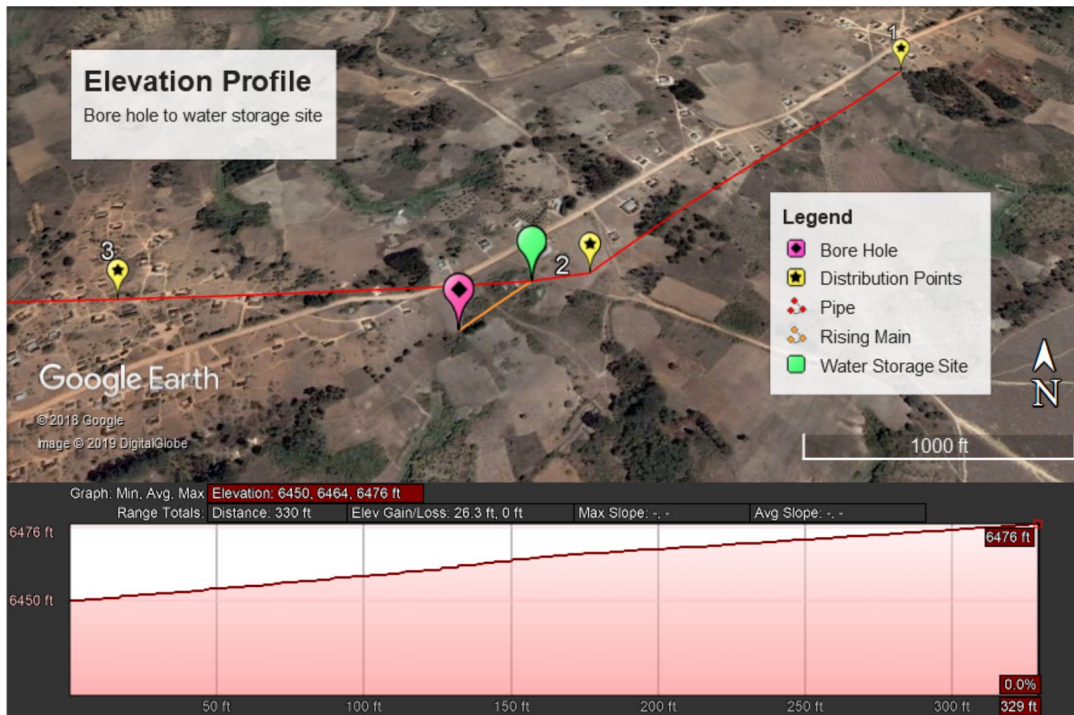 Elevation Profile
Bore hole to water storage site
1
2
3
Legend
Bore Hole
Distribution Points
Pipe
Rising Main
Water Storage Site
N
Google Earth
© 2018 Google
Image © 2019 DigitalGlobe
1000 ft
Graph: Min, Avg, Max Elevation: 6450, 6464, 6476 ft
Range Totals: Distance: 330 ft Elev Gain/Loss: 26.3 ft, 0 ft Max Slope: -, - Avg Slope: -, -
6476 ft
6476 ft
6450 ft
0.0%
50 ft 100 ft 150 ft 200 ft 250 ft 300 ft 329 ft